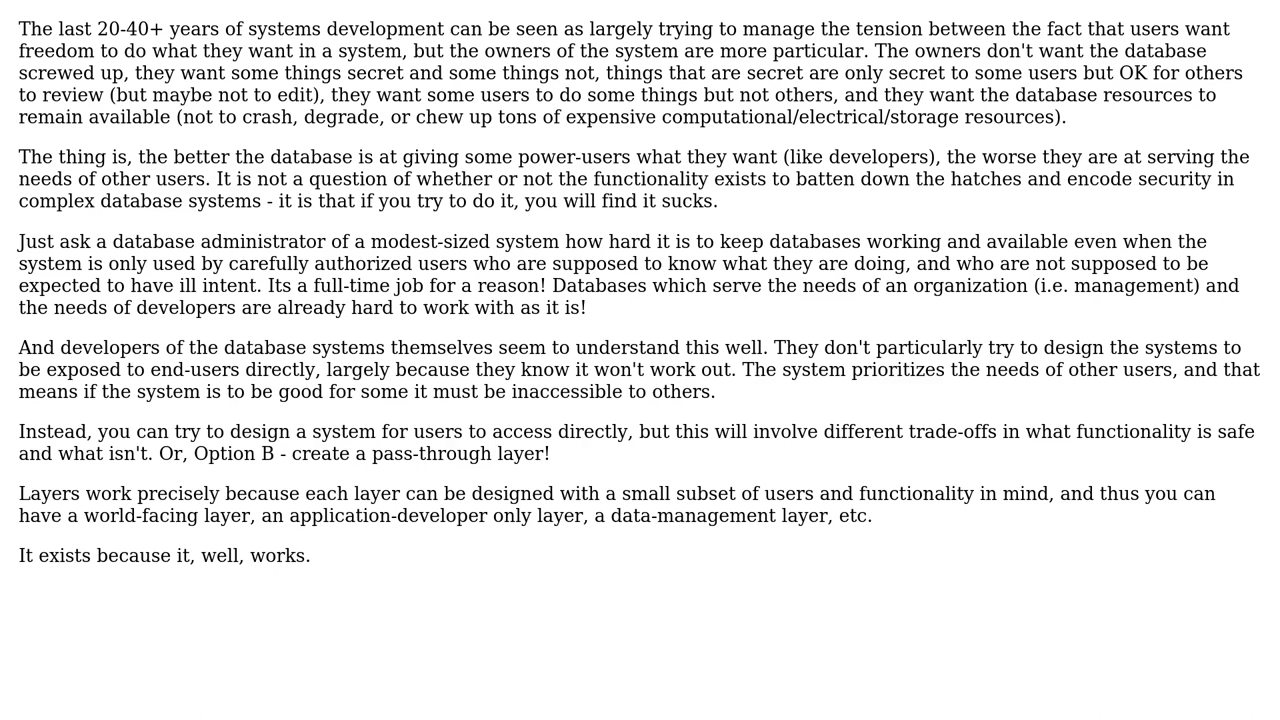 The last 20-40+ years of systems development can be seen as largely trying to manage the tension between the fact that users want
freedom to do what they want in a system, but the owners of the system are more particular. The owners don't want the database
screwed up, they want some things secret and some things not, things that are secret are only secret to some users but OK for others
to review (but maybe not to edit), they want some users to do some things but not others, and they want the database resources to
remain available (not to crash, degrade, or chew up tons of expensive computational/electrical/storage resources).
The thing is, the better the database is at giving some power-users what they want (like developers), the worse they are at serving the
needs of other users. It is not a question of whether or not the functionality exists to batten down the hatches and encode security in
complex database systems - it is that if you try to do it, you will find it sucks.
Just ask a database administrator of a modest-sized system how hard it is to keep databases working and available even when the
system is only used by carefully authorized users who are supposed to know what they are doing, and who are not supposed to be
expected to have ill intent. Its a full-time job for a reason! Databases which serve the needs of an organization (i.e. management) and
the needs of developers are already hard to work with as it is!
And developers of the database systems themselves seem to understand this well. They don't particularly try to design the systems to
be exposed to end-users directly, largely because they know it won't work out. The system prioritizes the needs of other users, and that
means if the system is to be good for some it must be inaccessible to others.
Instead, you can try to design a system for users to access directly, but this will involve different trade-offs in what functionality is safe
and what isn't. Or, Option B - create a pass-through layer!
Layers work precisely because each layer can be designed with a small subset of users and functionality in mind, and thus you can
have a world-facing layer, an application-developer only layer, a data-management layer, etc.
It exists because it, well, works.